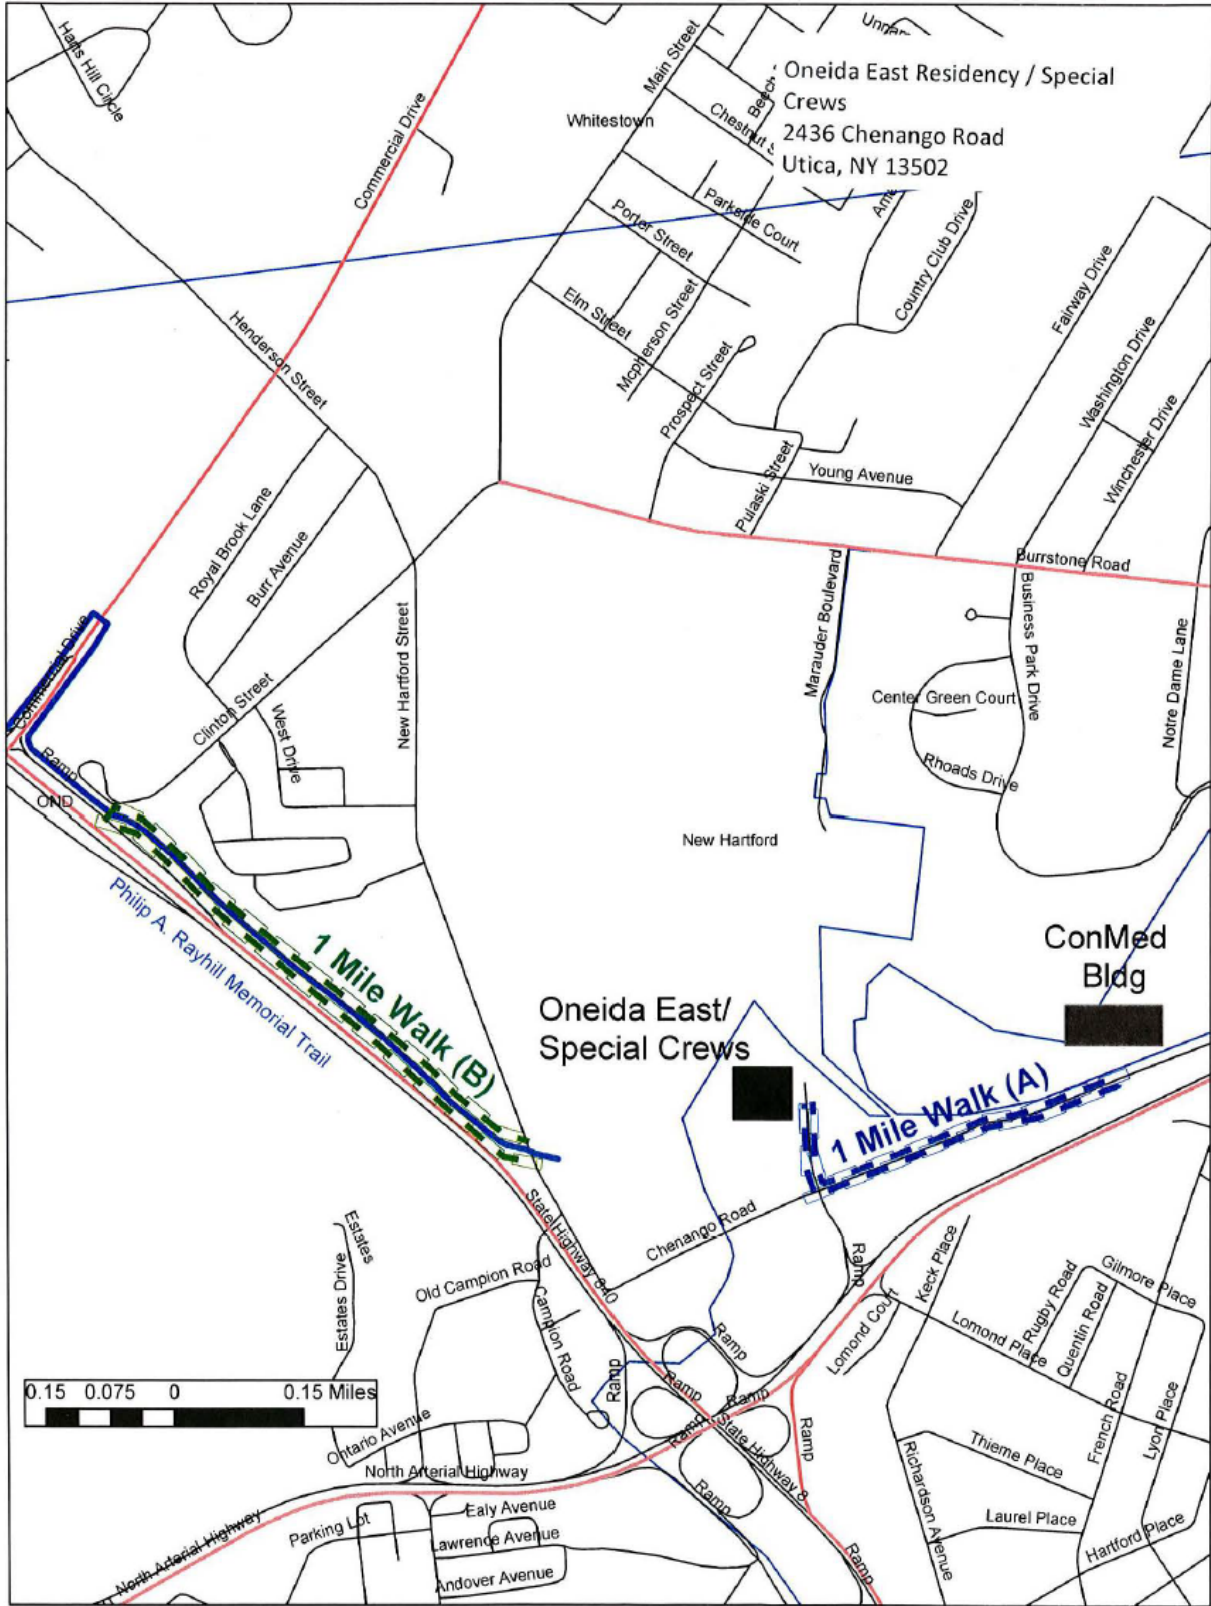 Harts Hill Circle
Commercial Drive
Whitestown
Main Street
Oneida East Residency / Special
Crews
2436 Chenango Road
Utica, NY 13502
Parkside Court
Porter Street
Elm Street
Mcpherson Street
Prospect Street
Country Club Drive
Fairway Drive
Washington Drive
Winchester Drive
Henderson Street
Young Avenue
Pulaski Street
Burrstone Road
Royal Brook Lane
Burr Avenue
New Hartford Street
Marauder Boulevard
Business Park Drive
Center Green Court
Notre Dame Lane
Rhoads Drive
Commercial Drive
Clinton Street
West Drive
Ramp
OND
New Hartford
Philip A. Rayhill Memorial Trail
1 Mile Walk (B)
Oneida East/
Special Crews
ConMed
Bldg
1 Mile Walk (A)
Chenango Road
State Highway 840
Estates
Estates Drive
Old Campion Road
Campion Road
Ramp
Ramp
Ramp
Ramp
Ramp
Ramp
Ramp
Ramp
Ramp
Keck Place
Lomond Court
Lomond Place
Rugby Road
Quentin Road
Gilmore Place
French Road
Lyon Place
0.15 0.075 0 0.15 Miles
Ontario Avenue
North Arterial Highway
State Highway 8
Thieme Place
Richardson Avenue
Laurel Place
Hartford Place
North Arterial Highway
Parking Lot
Ealy Avenue
Lawrence Avenue
Andover Avenue